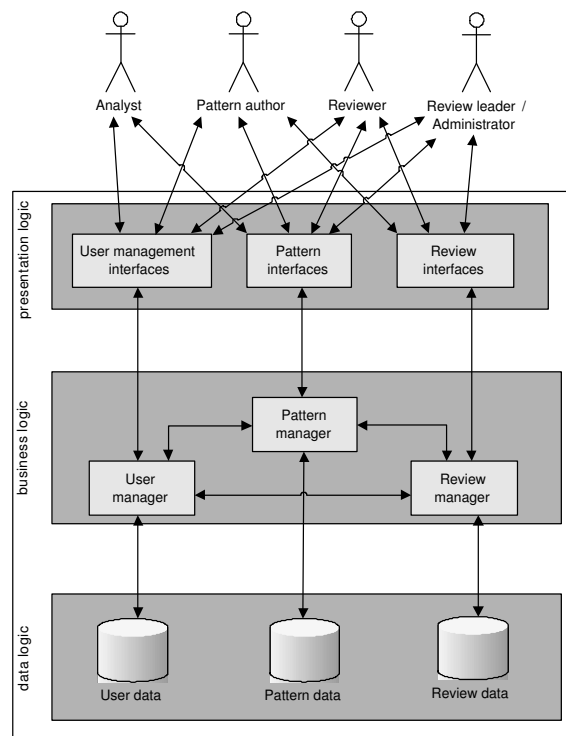 Analyst
Pattern author
Reviewer
Review leader /
Administrator
presentation logic
User management
interfaces
Pattern
interfaces
Review
interfaces
business logic
Pattern
manager
User
manager
Review
manager
data logic
User data
Pattern data
Review data